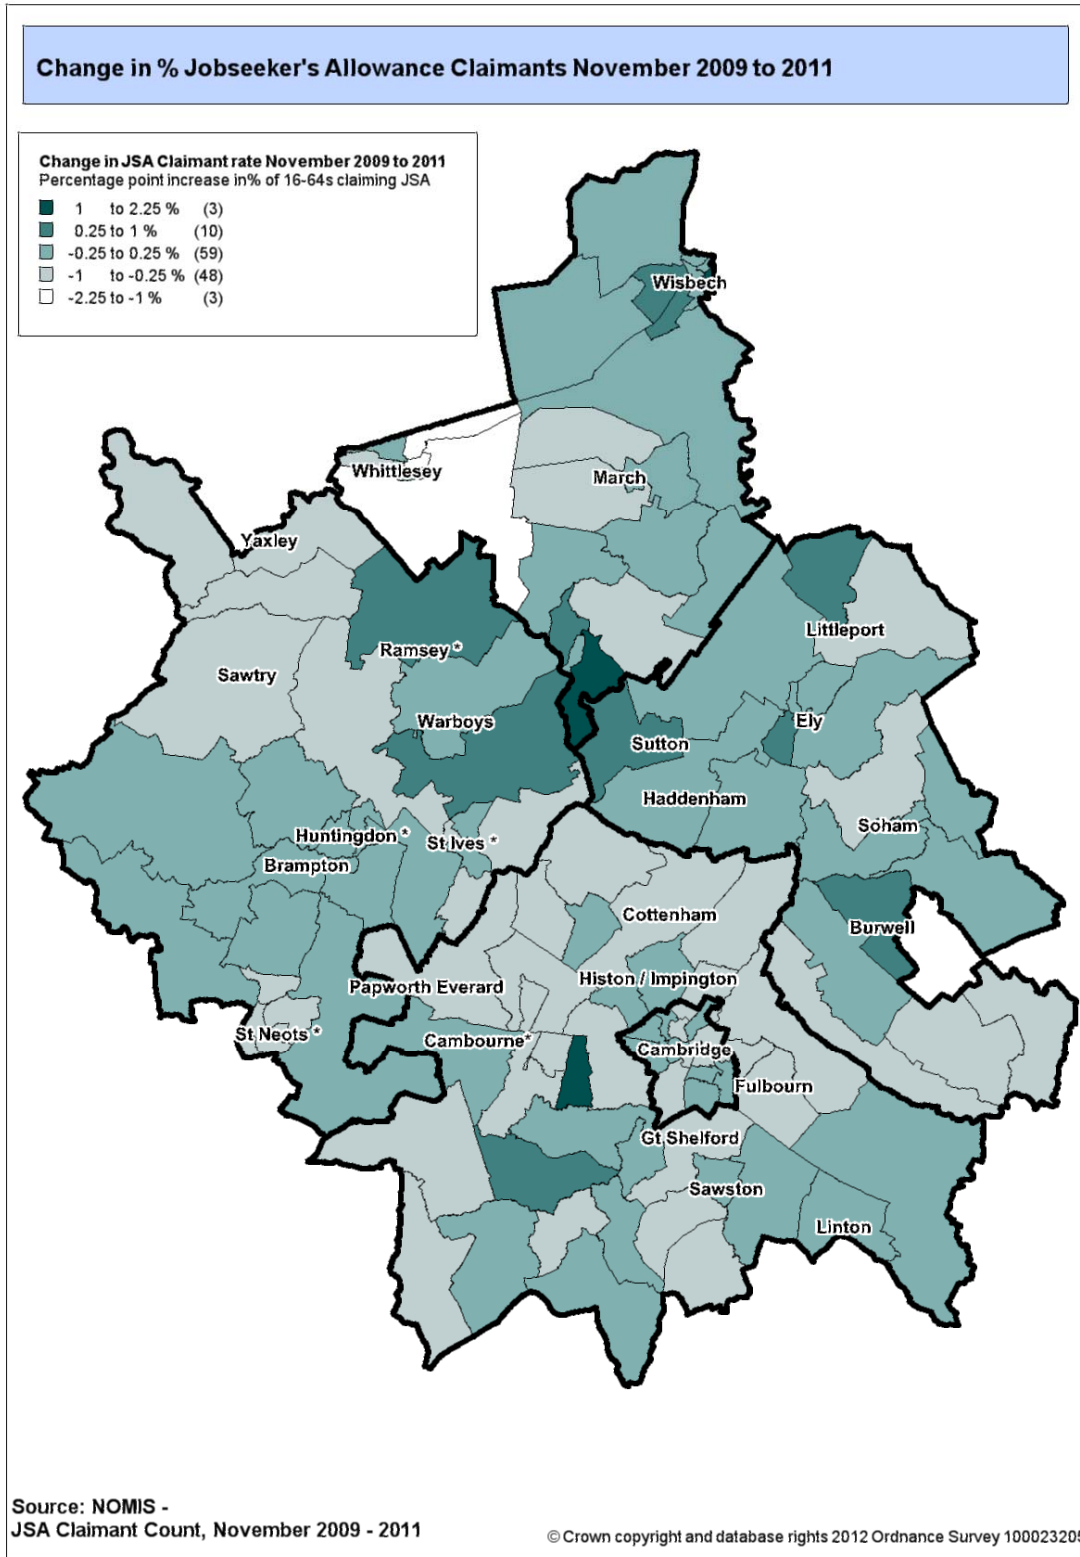 Change in % Jobseeker's Allowance Claimants November 2009 to 2011
Change in JSA Claimant rate November 2009 to 2011
Percentage point increase in% of 16-64s claiming JSA
1 to 2.25 % (3)
0.25 to 1 % (10)
-0.25 to 0.25 % (59)
-1 to -0.25 % (48)
-2.25 to -1 % (3)
Wisbech
Whittlesey
March
Yaxley
Littleport
Ramsey *
Sawtry
Warboys
Ely
Sutton
Haddenham
Soham
Huntingdon *
St Ives *
Brampton
Cottenham
Burwell
Histon / Impington
Papworth Everard
St Neots *
Cambourne*
Cambridge
Fulbourn
Gt Shelford
Sawston
Linton
Source: NOMIS -
JSA Claimant Count, November 2009 - 2011
© Crown copyright and database rights 2012 Ordnance Survey 100023205